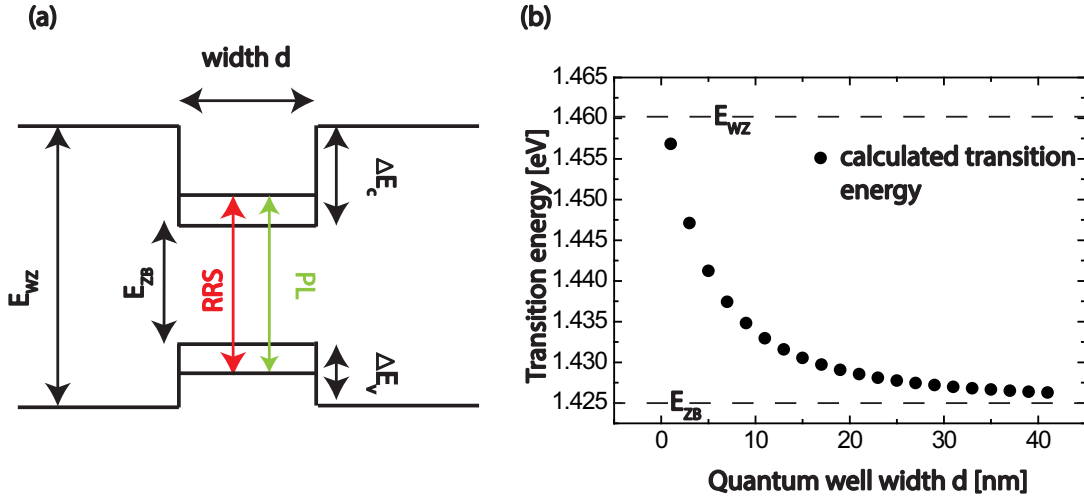 (a)
width d
E_WZ
E_ZB
RRS
PL
ΔE_c
ΔE_v
(b)
Transition energy [eV]
1.465
1.460
1.455
1.450
1.445
1.440
1.435
1.430
1.425
E_WZ
calculated transition
energy
E_ZB
0
10
20
30
40
Quantum well width d [nm]